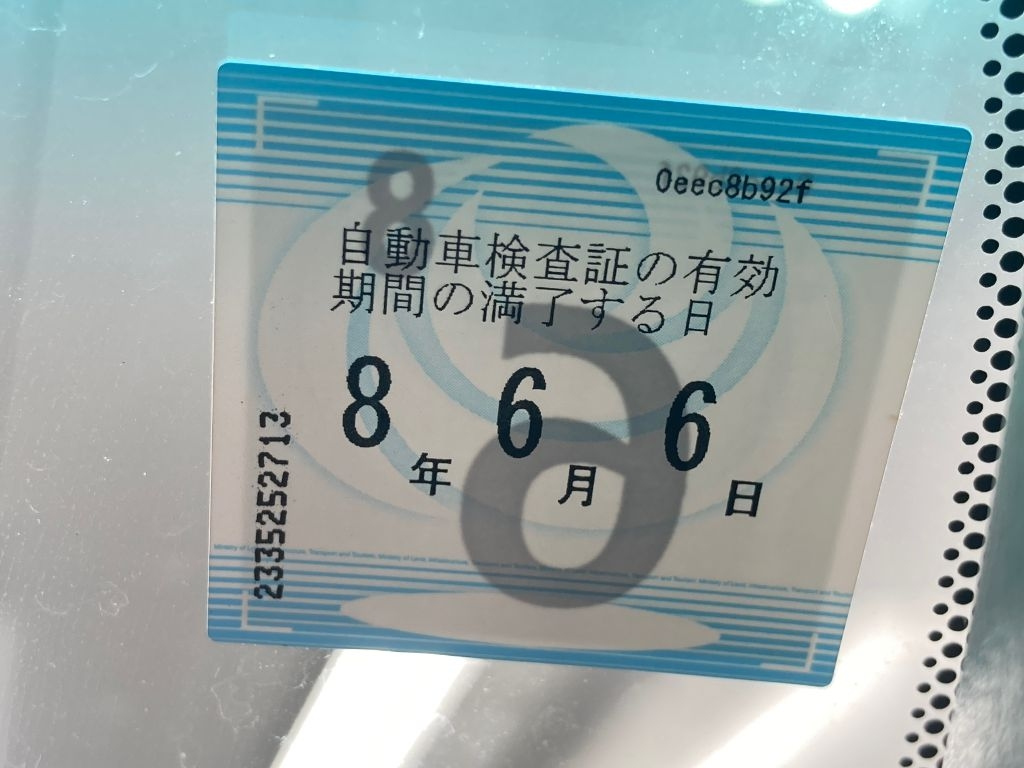 0eec8b92f
自動車検査証の有効
期間の満了する日
8年 6月 6日
2335252713